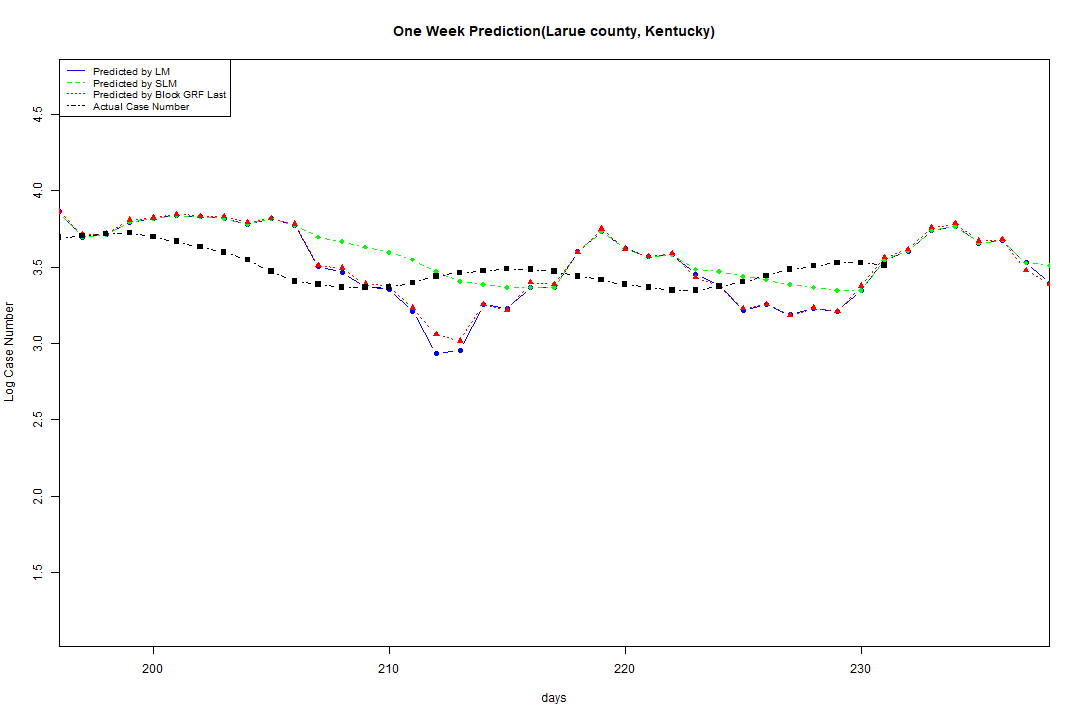 One Week Prediction(Larue county, Kentucky)
Predicted by LM
Predicted by SLM
Predicted by Block GRF Last
Actual Case Number
4.5
4.0
3.5
3.0
2.5
2.0
1.5
Log Case Number
200 210 220 230
days